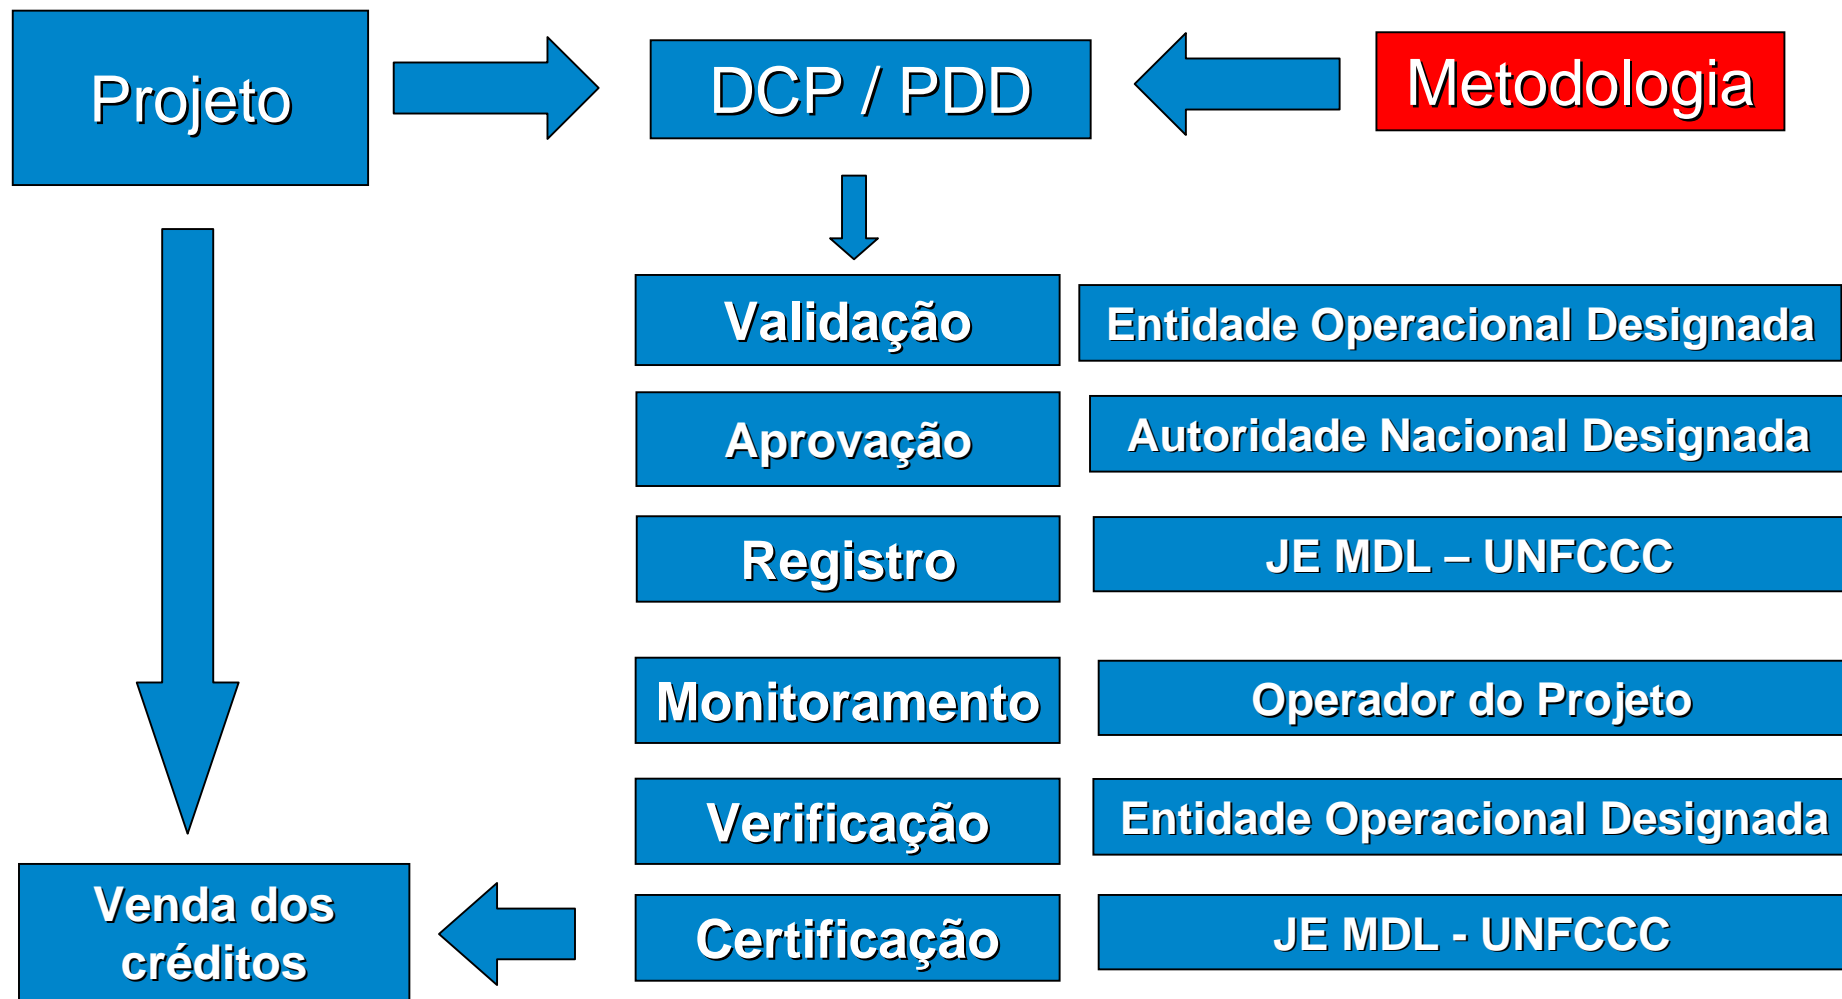 Projeto
DCP / PDD
Metodologia
Validação
Entidade Operacional Designada
Aprovação
Autoridade Nacional Designada
Registro
JE MDL – UNFCCC
Monitoramento
Operador do Projeto
Verificação
Entidade Operacional Designada
Venda dos
créditos
Certificação
JE MDL - UNFCCC